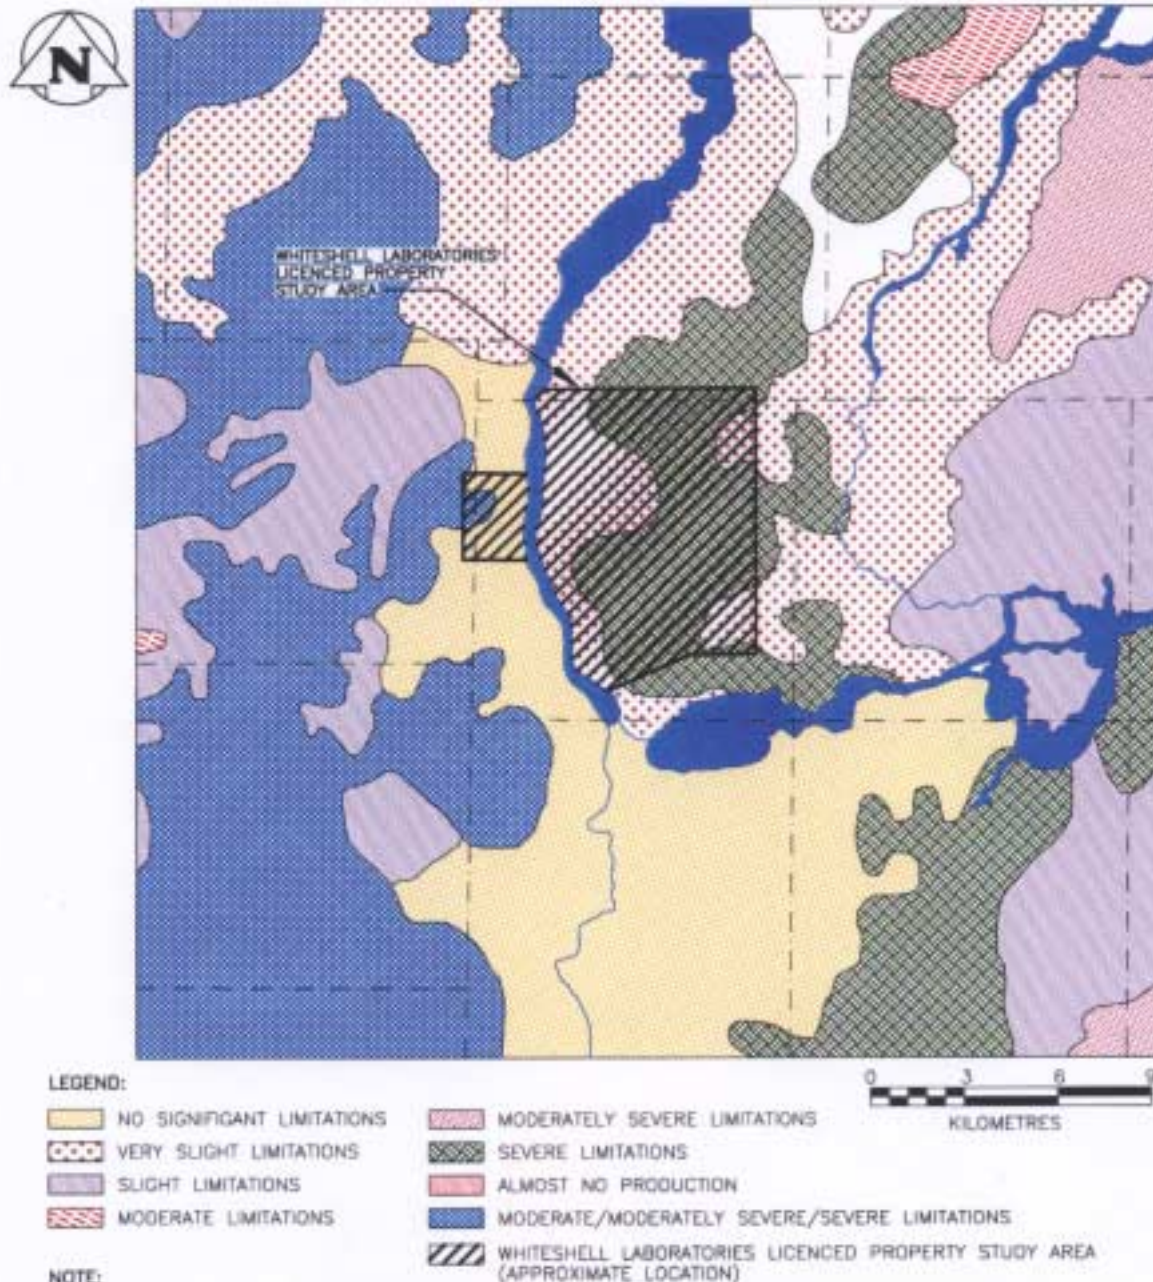 N
WHITESHELL LABORATORIES
LICENCED PROPERTY
STUDY AREA
0 3 6 9
KILOMETRES
LEGEND:
NO SIGNIFICANT LIMITATIONS
VERY SLIGHT LIMITATIONS
SLIGHT LIMITATIONS
MODERATE LIMITATIONS
MODERATELY SEVERE LIMITATIONS
SEVERE LIMITATIONS
ALMOST NO PRODUCTION
MODERATE/MODERATELY SEVERE/SEVERE LIMITATIONS
WHITESHELL LABORATORIES LICENCED PROPERTY STUDY AREA
(APPROXIMATE LOCATION)
NOTE: